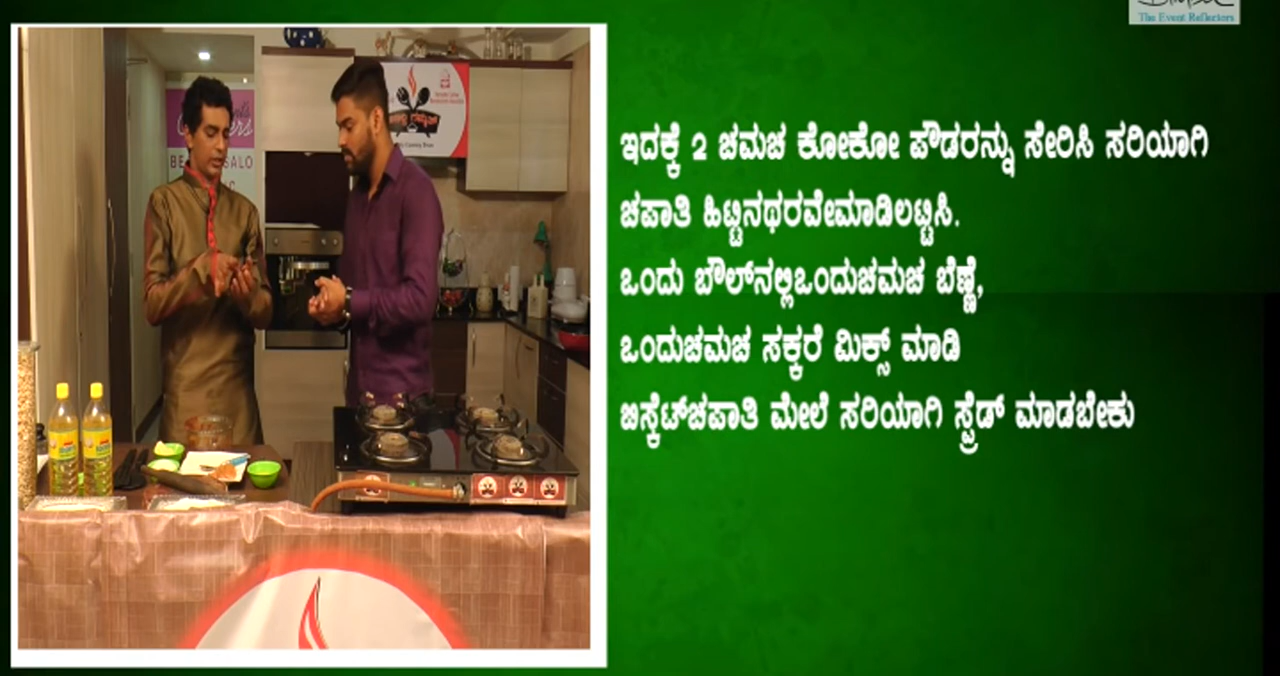 The Event Reflectors
ಇದಕ್ಕೆ 2 ಚಮಚ ಕೋಕೋ ಪೌಡರನ್ನು ಸೇರಿಸಿ ಸರಿಯಾಗಿ
ಚಪಾತಿ ಹಿಟ್ಟಿನಥರವೇಮಾಡಿಲಟ್ಟಿಸಿ.
ಒಂದು ಬೌಲ್‌ನಲ್ಲಿಒಂದುಚಮಚ ಬೆಣ್ಣೆ,
ಒಂದುಚಮಚ ಸಕ್ಕರೆ ಮಿಕ್ಸ್ ಮಾಡಿ
ಬಿಸ್ಕೆಟ್‌ಚಪಾತಿ ಮೇಲೆ ಸರಿಯಾಗಿ ಸ್ಪ್ರೆಡ್ ಮಾಡಬೇಕು